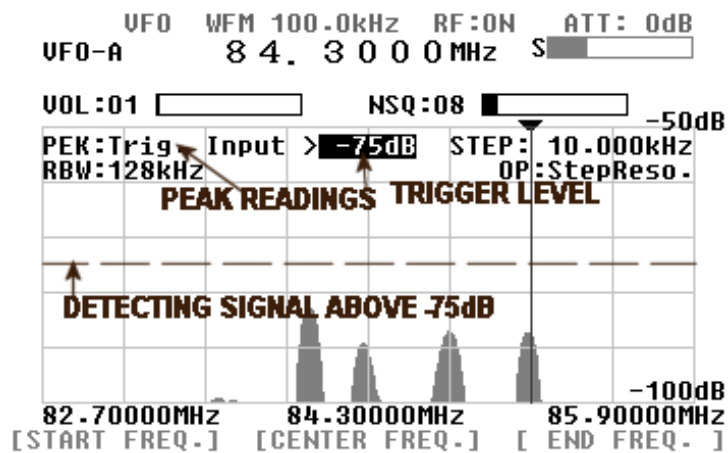 VFO WFM 100.0kHz RF:ON ATT: 0dB
VFO-A 84. 3000MHz S
VOL:01 NSQ:08
-50dB
PEK:Trig. Input > -75dB STEP: 10.000kHz
RBW:128kHz OP:StepReso.
PEAK READINGS TRIGGER LEVEL
DETECTING SIGNAL ABOVE -75dB
-100dB
82.70000MHz 84.30000MHz 85.90000MHz
[START FREQ.] [CENTER FREQ.] [ END FREQ. ]